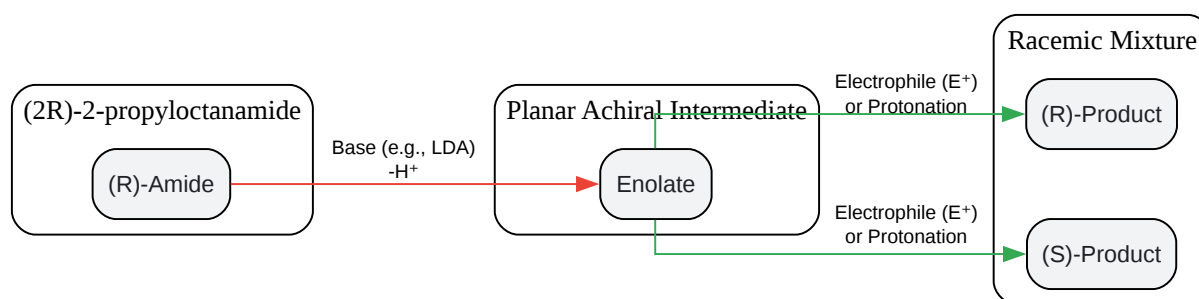 (2R)-2-propyloctanamide
(R)-Amide
Base (e.g., LDA)
-H⁺
Planar Achiral Intermediate
Enolate
Electrophile (E⁺)
or Protonation
Electrophile (E⁺)
or Protonation
Racemic Mixture
(R)-Product
(S)-Product